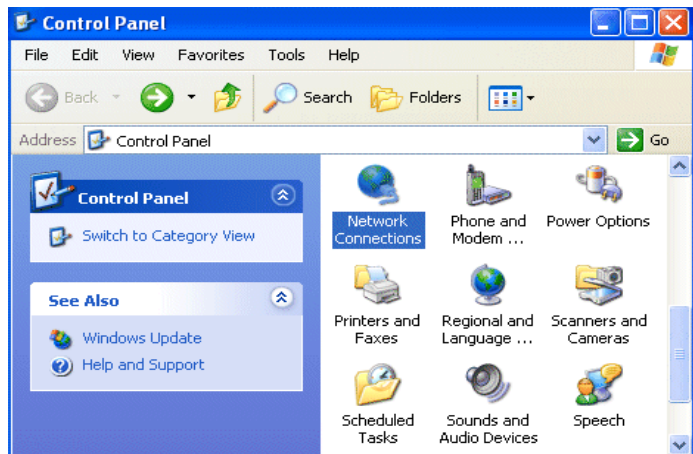 Control Panel
File Edit View Favorites Tools Help
Back Search Folders
Address Control Panel Go
Control Panel
Switch to Category View
See Also
Windows Update
Help and Support
Network Connections
Phone and Modem ...
Power Options
Printers and Faxes
Regional and Language ...
Scanners and Cameras
Scheduled Tasks
Sounds and Audio Devices
Speech